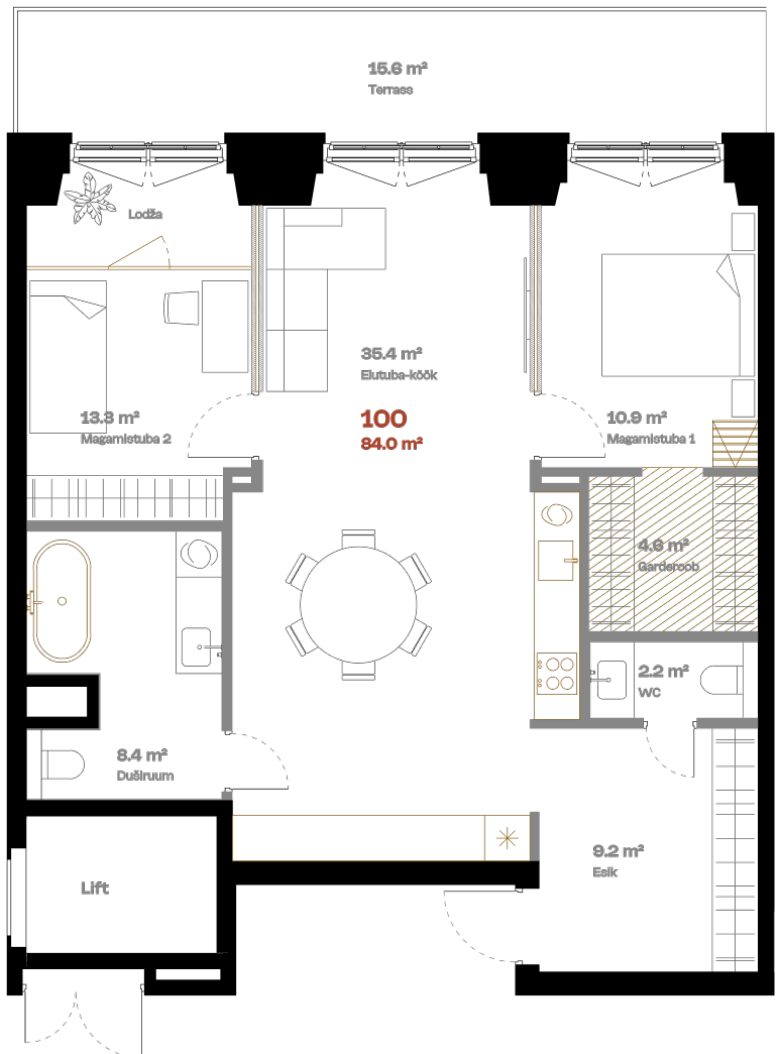 15.6 m²
Terrass
Lodža
35.4 m²
Elutuba-köök
100
84.0 m²
13.3 m²
Magamistuba 2
10.9 m²
Magamistuba 1
4.6 m²
Garderoob
2.2 m²
WC
8.4 m²
Duširuum
9.2 m²
Esik
Lift